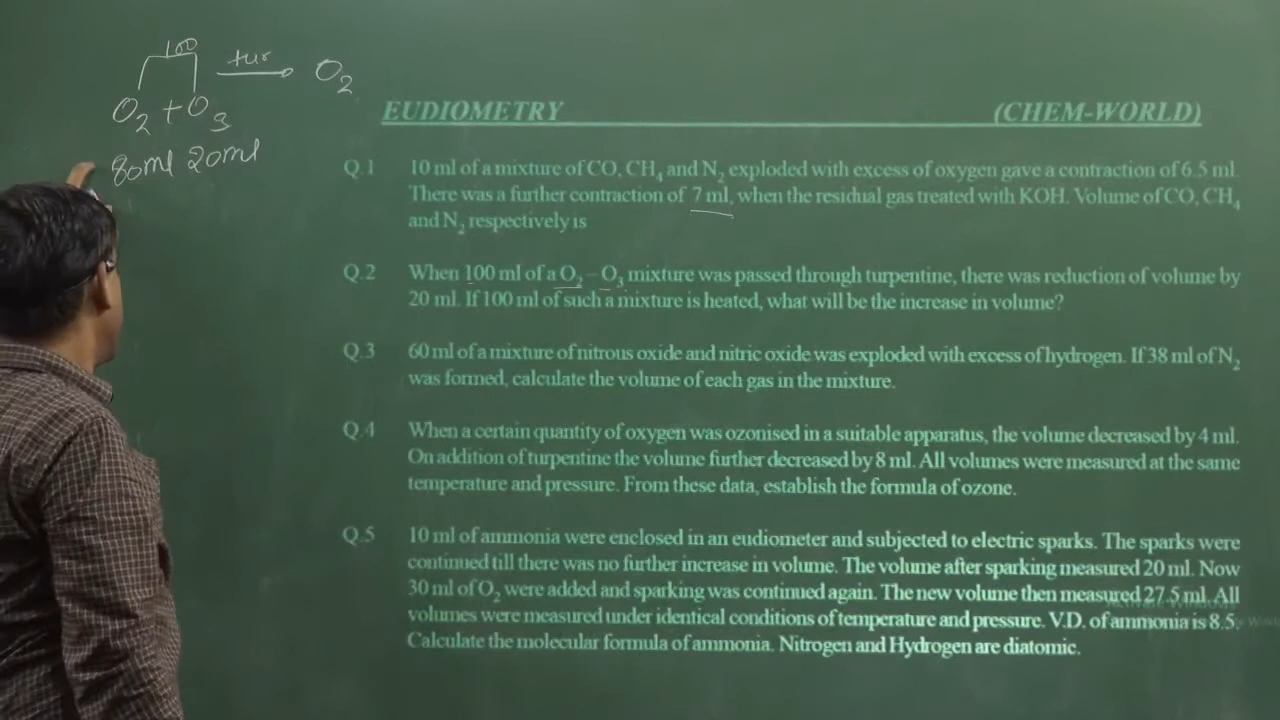 100
tur
O2 + O3 → O2
80ml 20ml
EUDIOMETRY (CHEM-WORLD)
Q.1 10 ml of a mixture of CO, CH4 and N2 exploded with excess of oxygen gave a contraction of 6.5 ml.
There was a further contraction of 7 ml, when the residual gas treated with KOH. Volume of CO, CH4
and N2 respectively is
Q.2 When 100 ml of a O2 – O3 mixture was passed through turpentine, there was reduction of volume by
20 ml. If 100 ml of such a mixture is heated, what will be the increase in volume?
Q.3 60 ml of a mixture of nitrous oxide and nitric oxide was exploded with excess of hydrogen. If 38 ml of N2
was formed, calculate the volume of each gas in the mixture.
Q.4 When a certain quantity of oxygen was ozonised in a suitable apparatus, the volume decreased by 4 ml.
On addition of turpentine the volume further decreased by 8 ml. All volumes were measured at the same
temperature and pressure. From these data, establish the formula of ozone.
Q.5 10 ml of ammonia were enclosed in an eudiometer and subjected to electric sparks. The sparks were
continued till there was no further increase in volume. The volume after sparking measured 20 ml. Now
30 ml of O2 were added and sparking was continued again. The new volume then measured 27.5 ml. All
volumes were measured under identical conditions of temperature and pressure. V.D. of ammonia is 8.5.
Calculate the molecular formula of ammonia. Nitrogen and Hydrogen are diatomic.